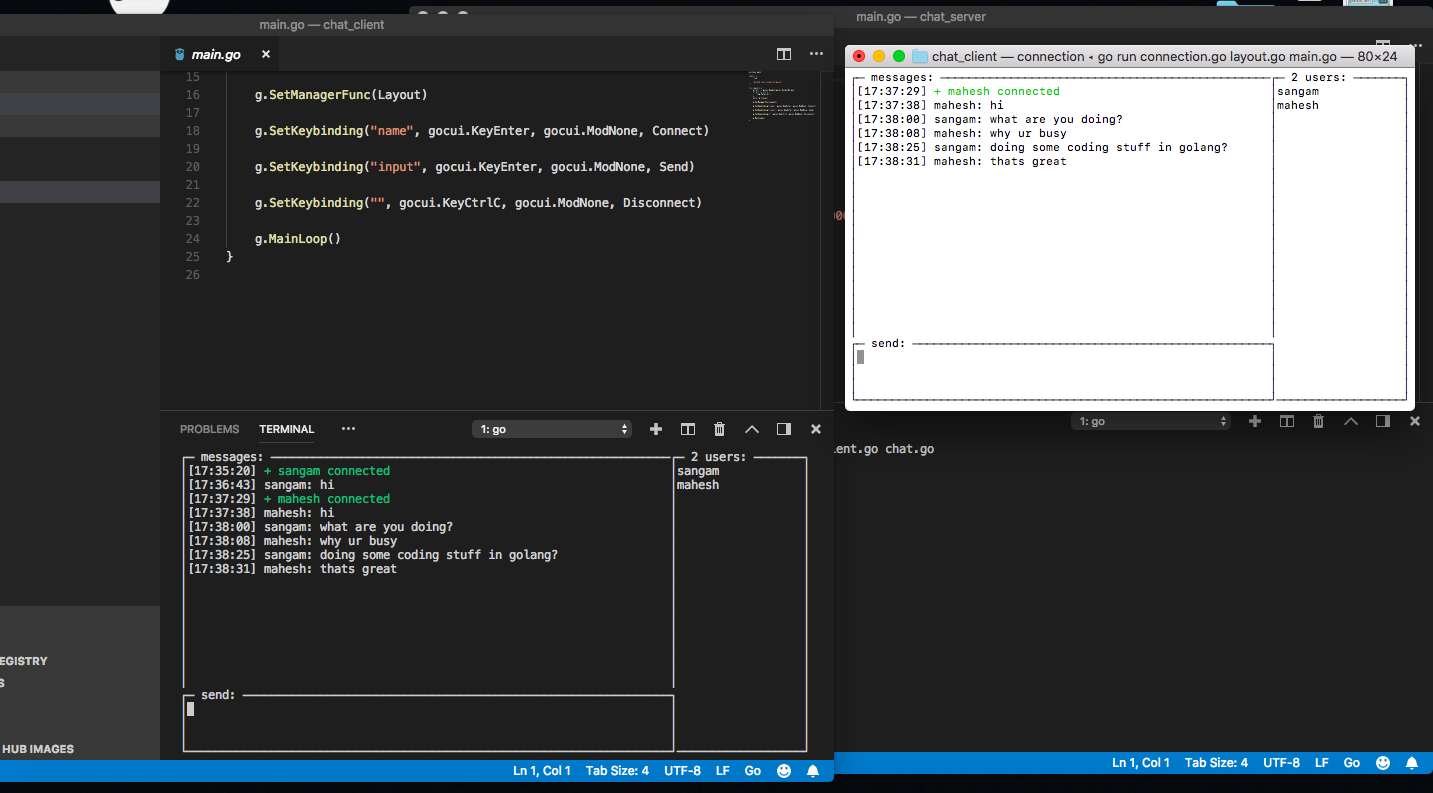 main.go — chat_client
main.go
15
16 g.SetManagerFunc(Layout)
17
18 g.SetKeybinding("name", gocui.KeyEnter, gocui.ModNone, Connect)
19
20 g.SetKeybinding("input", gocui.KeyEnter, gocui.ModNone, Send)
21
22 g.SetKeybinding("", gocui.KeyCtrlC, gocui.ModNone, Disconnect)
23
24 g.MainLoop()
25 }
26
PROBLEMS TERMINAL ••• 1: go
messages: 2 users:
[17:35:20] + sangam connected sangam
[17:36:43] sangam: hi mahesh
[17:37:29] + mahesh connected
[17:37:38] mahesh: hi
[17:38:00] sangam: what are you doing?
[17:38:08] mahesh: why ur busy
[17:38:25] sangam: doing some coding stuff in golang?
[17:38:31] mahesh: thats great
send:
EGISTRY
S
HUB IMAGES
Ln 1, Col 1 Tab Size: 4 UTF-8 LF Go
main.go — chat_server
chat_client — connection ◂ go run connection.go layout.go main.go — 80×24
messages: 2 users:
[17:37:29] + mahesh connected sangam
[17:37:38] mahesh: hi mahesh
[17:38:00] sangam: what are you doing?
[17:38:08] mahesh: why ur busy
[17:38:25] sangam: doing some coding stuff in golang?
[17:38:31] mahesh: thats great
send:
1: go
ent.go chat.go
Ln 1, Col 1 Tab Size: 4 UTF-8 LF Go